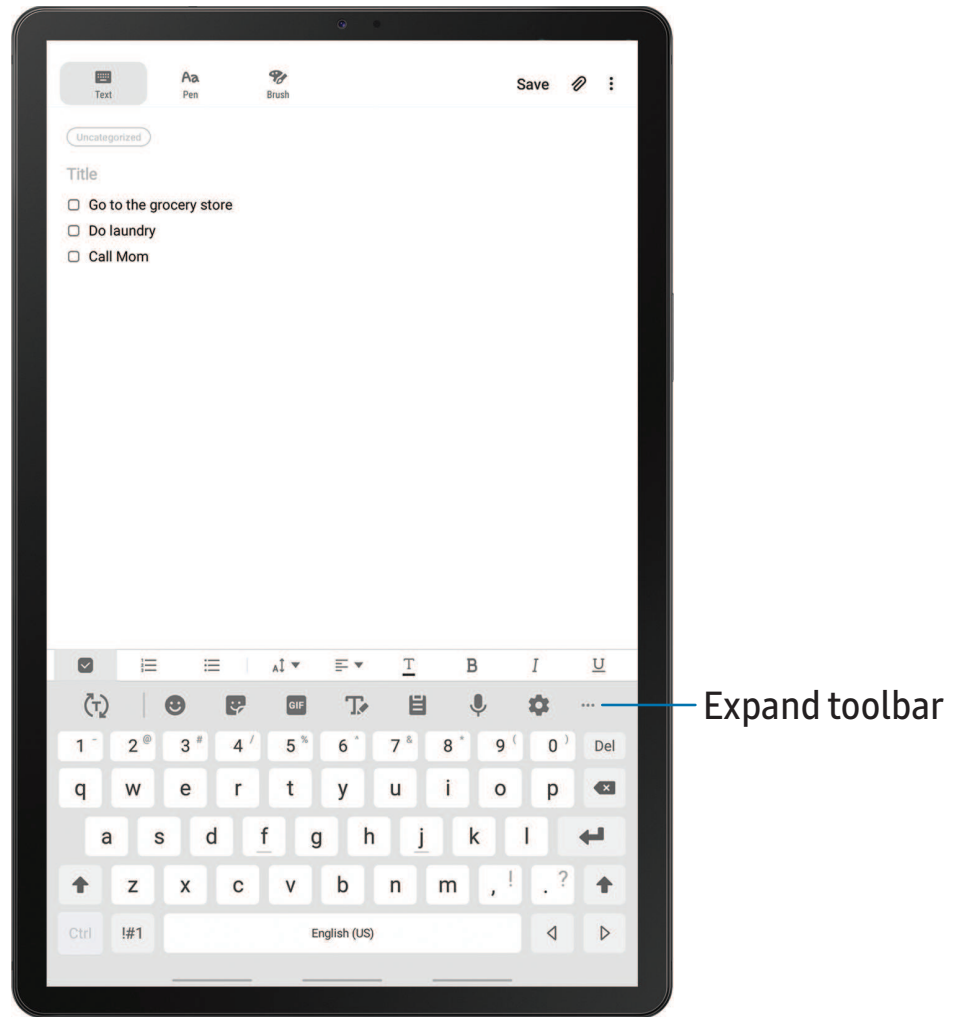 Aa
Text
Pen
Brush
Save
Uncategorized
Title
Go to the grocery store
Do laundry
Call Mom
A T B I U
T GIF T
Expand toolbar
1 - 2 @ 3 # 4 / 5 % 6 ^ 7 & 8 * 9 ( 0 ) Del
q w e r t y u i o p
a s d f g h j k l
z x c v b n m , ! . ?
Ctrl !#1 English (US)